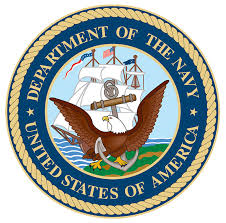 DEPARTMENT OF THE NAVY
UNITED STATES OF AMERICA